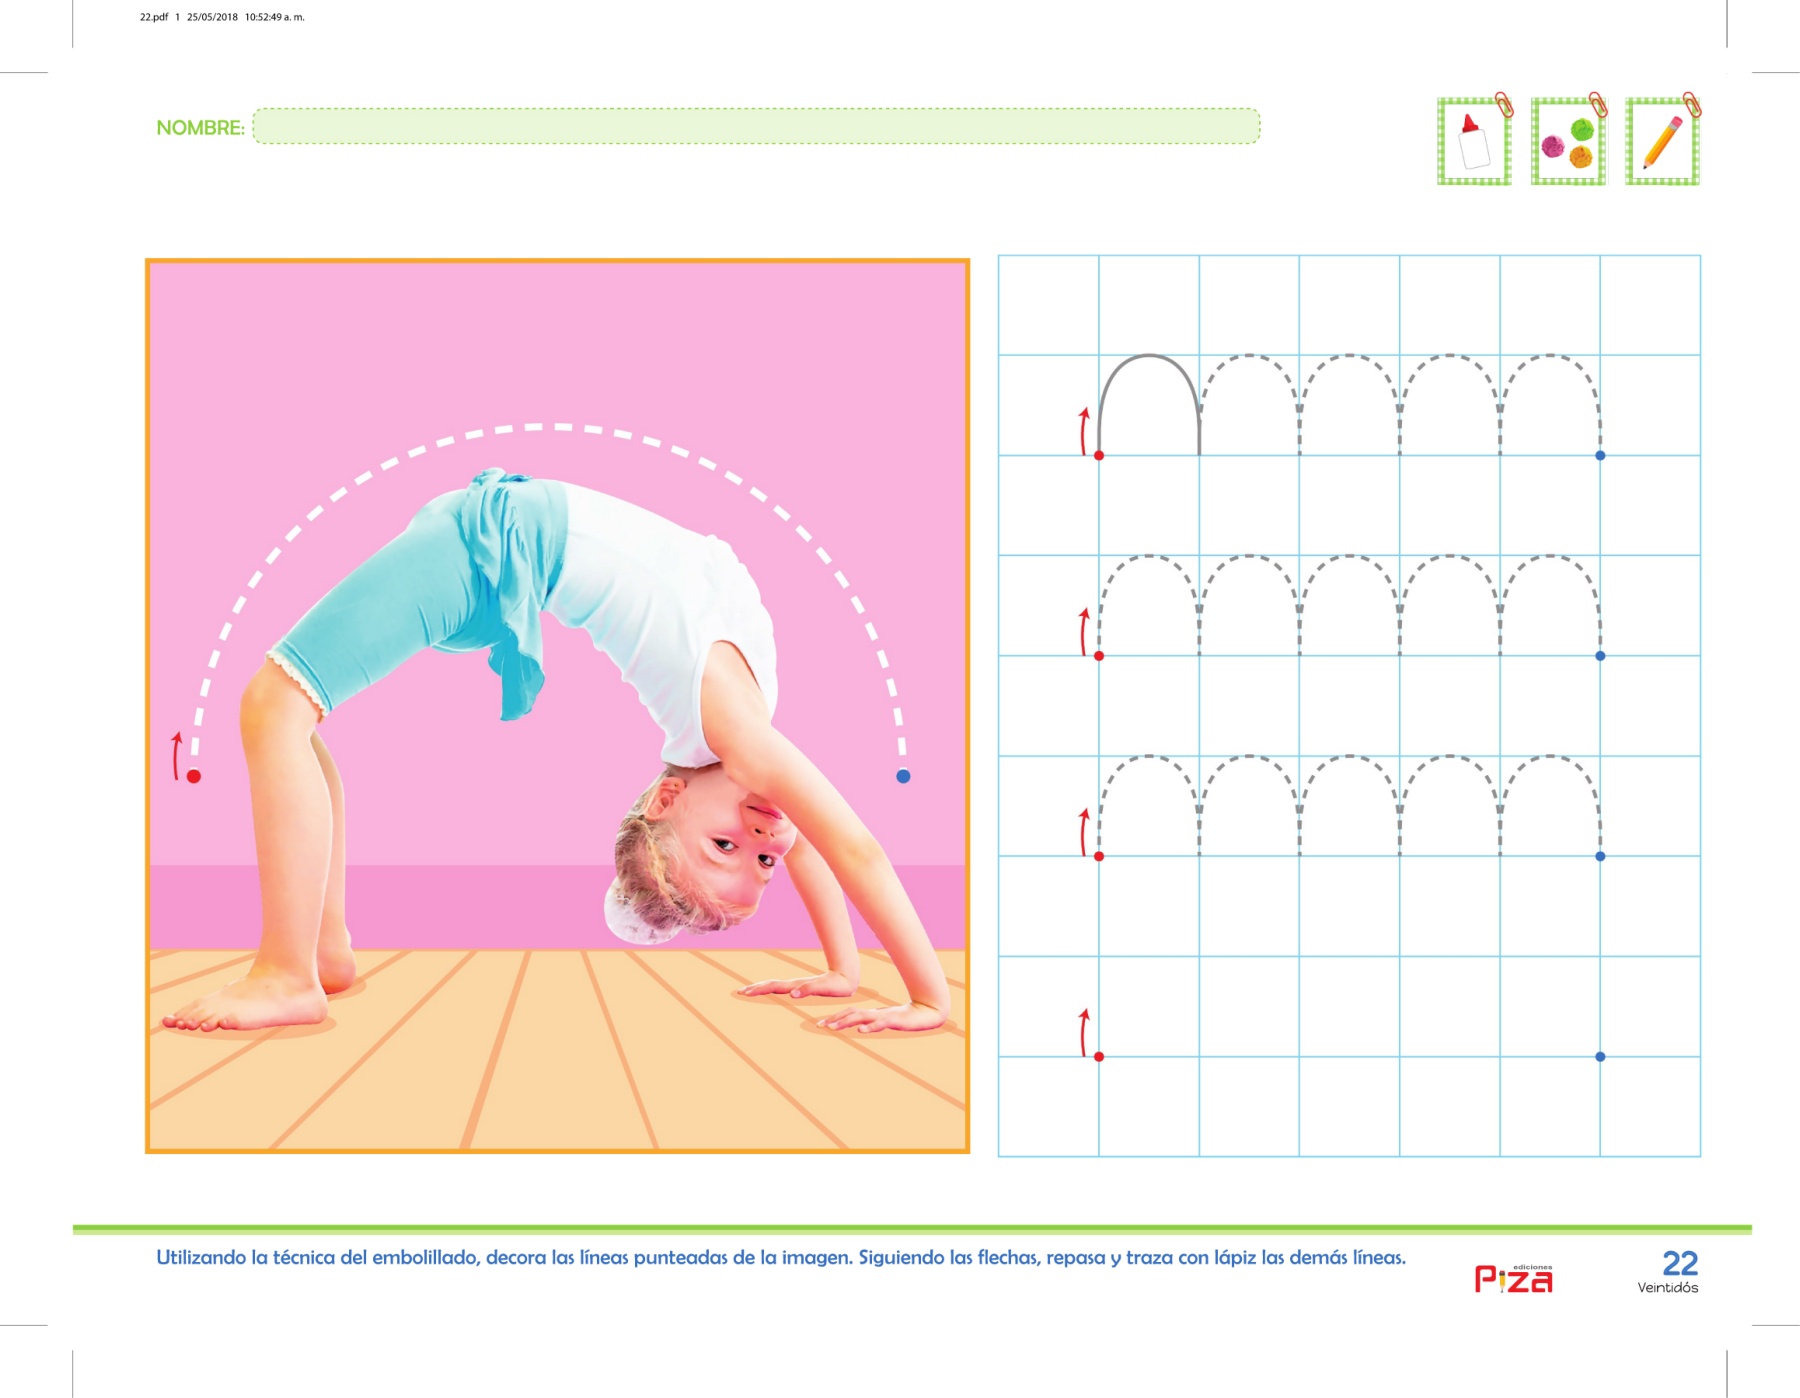 22.pdf 1 25/05/2018 10:52:49 a. m.
NOMBRE:
Utilizando la técnica del embolillado, decora las líneas punteadas de la imagen. Siguiendo las flechas, repasa y traza con lápiz las demás líneas.
ediciones
Piza
22
Veintidós